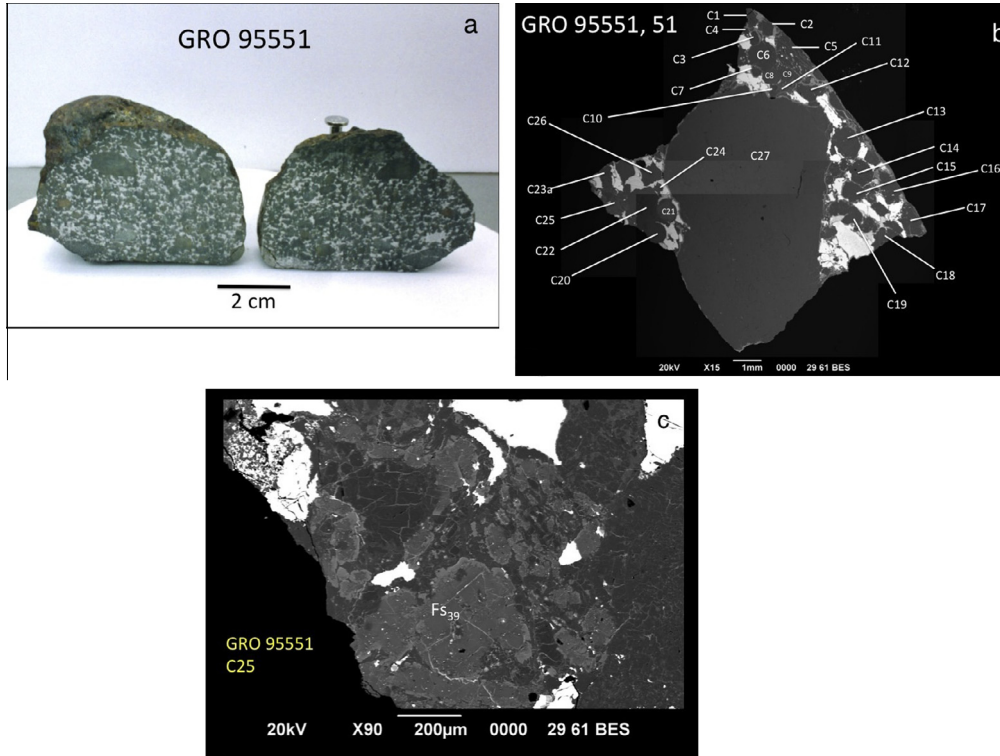 a
GRO 95551
2 cm
GRO 95551, 51
b
C1
C2
C4
C3
C5
C6
C11
C12
C7
C8
C9
C10
C13
C26
C24
C14
C27
C15
C16
C23a
C25
C21
C17
C22
C20
C18
C19
20kV X15 1mm 0000 29 61 BES
c
Fs39
GRO 95551
C25
20kV X90 200μm 0000 29 61 BES